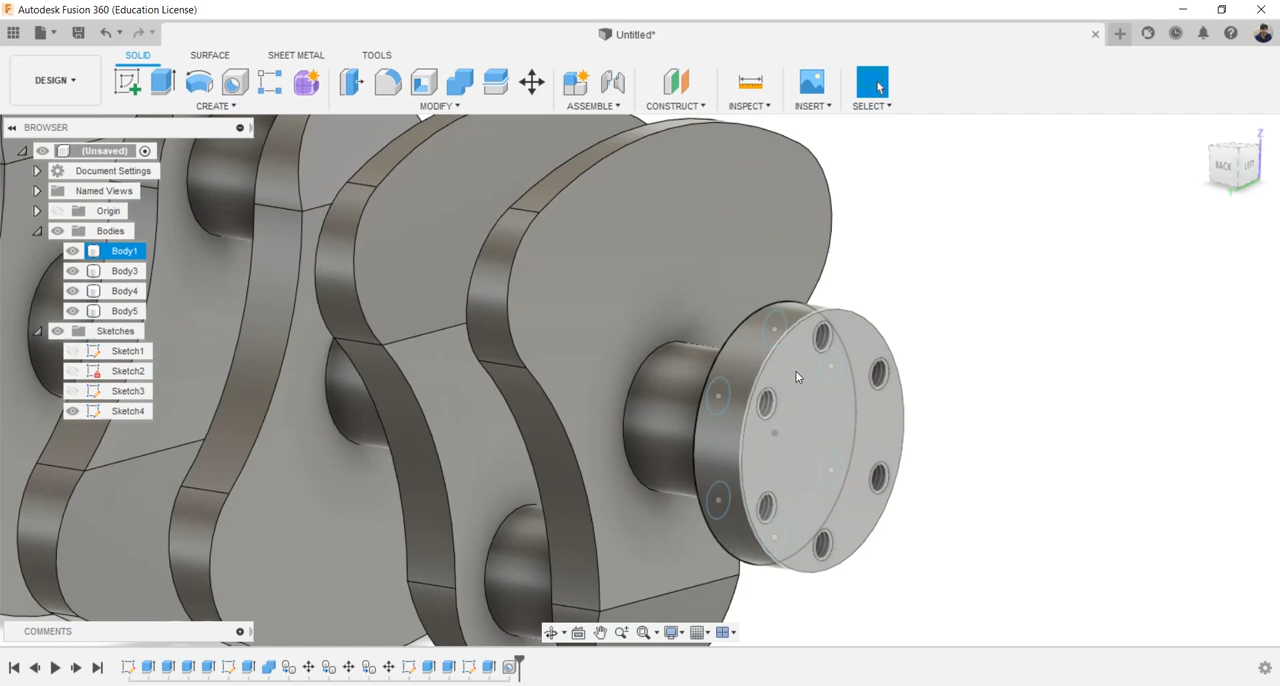 Autodesk Fusion 360 (Education License)
Untitled*
SOLID SURFACE SHEET METAL TOOLS
DESIGN
CREATE MODIFY ASSEMBLE CONSTRUCT INSPECT INSERT SELECT
BROWSER
(Unsaved)
Document Settings
Named Views
Origin
Bodies
Body1
Body3
Body4
Body5
Sketches
Sketch1
Sketch2
Sketch3
Sketch4
Z
BACK LEFT
COMMENTS